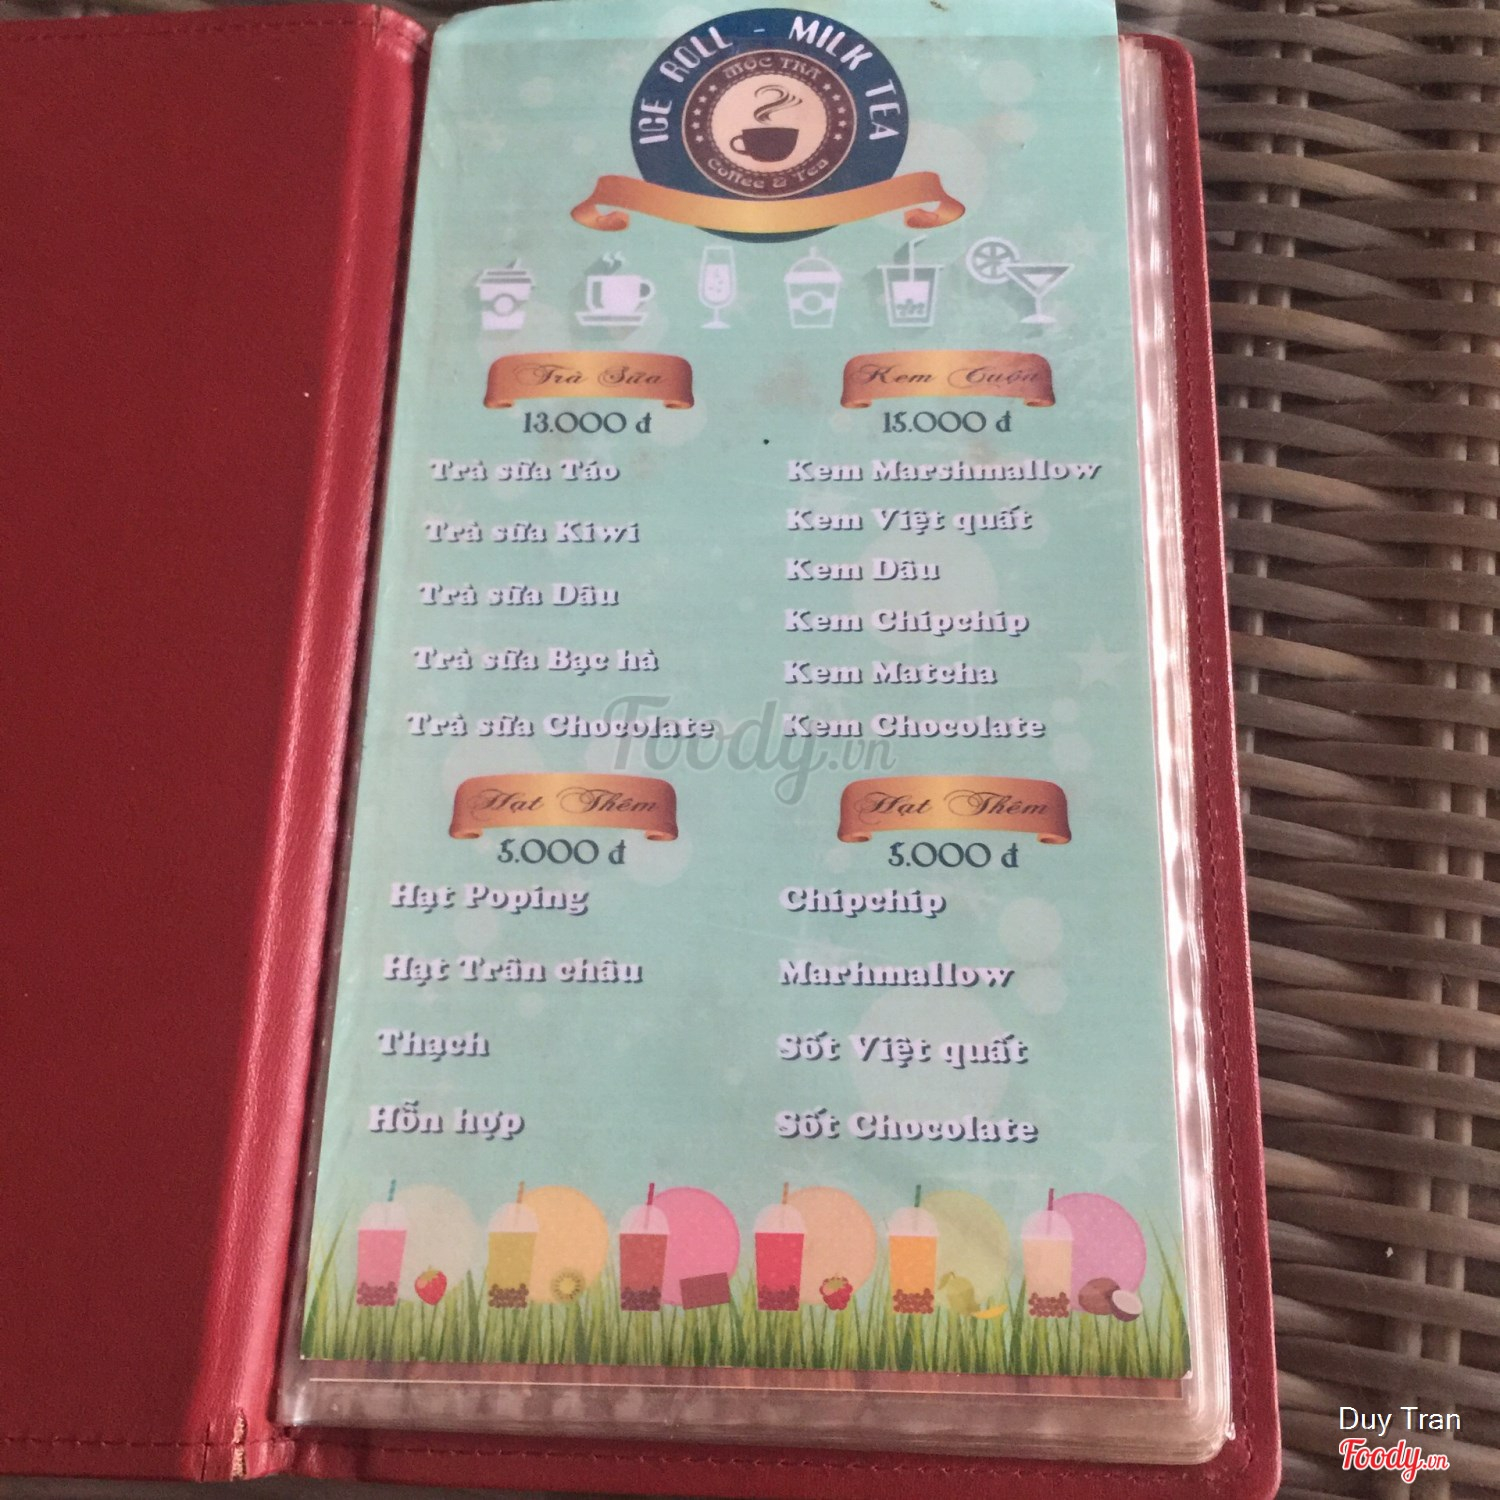 ICE ROLL - MILK TEA
MỘC TRÀ
Coffee & Tea
Trà Sữa
13.000 đ
Trà sữa Táo
Trà sữa Kiwi
Trà sữa Dâu
Trà sữa Bạc hà
Trà sữa Chocolate
Kem Cuộn
15.000 đ
Kem Marshmallow
Kem Việt quất
Kem Dâu
Kem Chipchip
Kem Matcha
Kem Chocolate
Hạt Thêm
5.000 đ
Hạt Poping
Hạt Trân châu
Thạch
Hỗn hợp
Hạt Thêm
5.000 đ
Chipchip
Marhmallow
Sốt Việt quất
Sốt Chocolate
Foody.vn
Duy Tran
Foody.vn